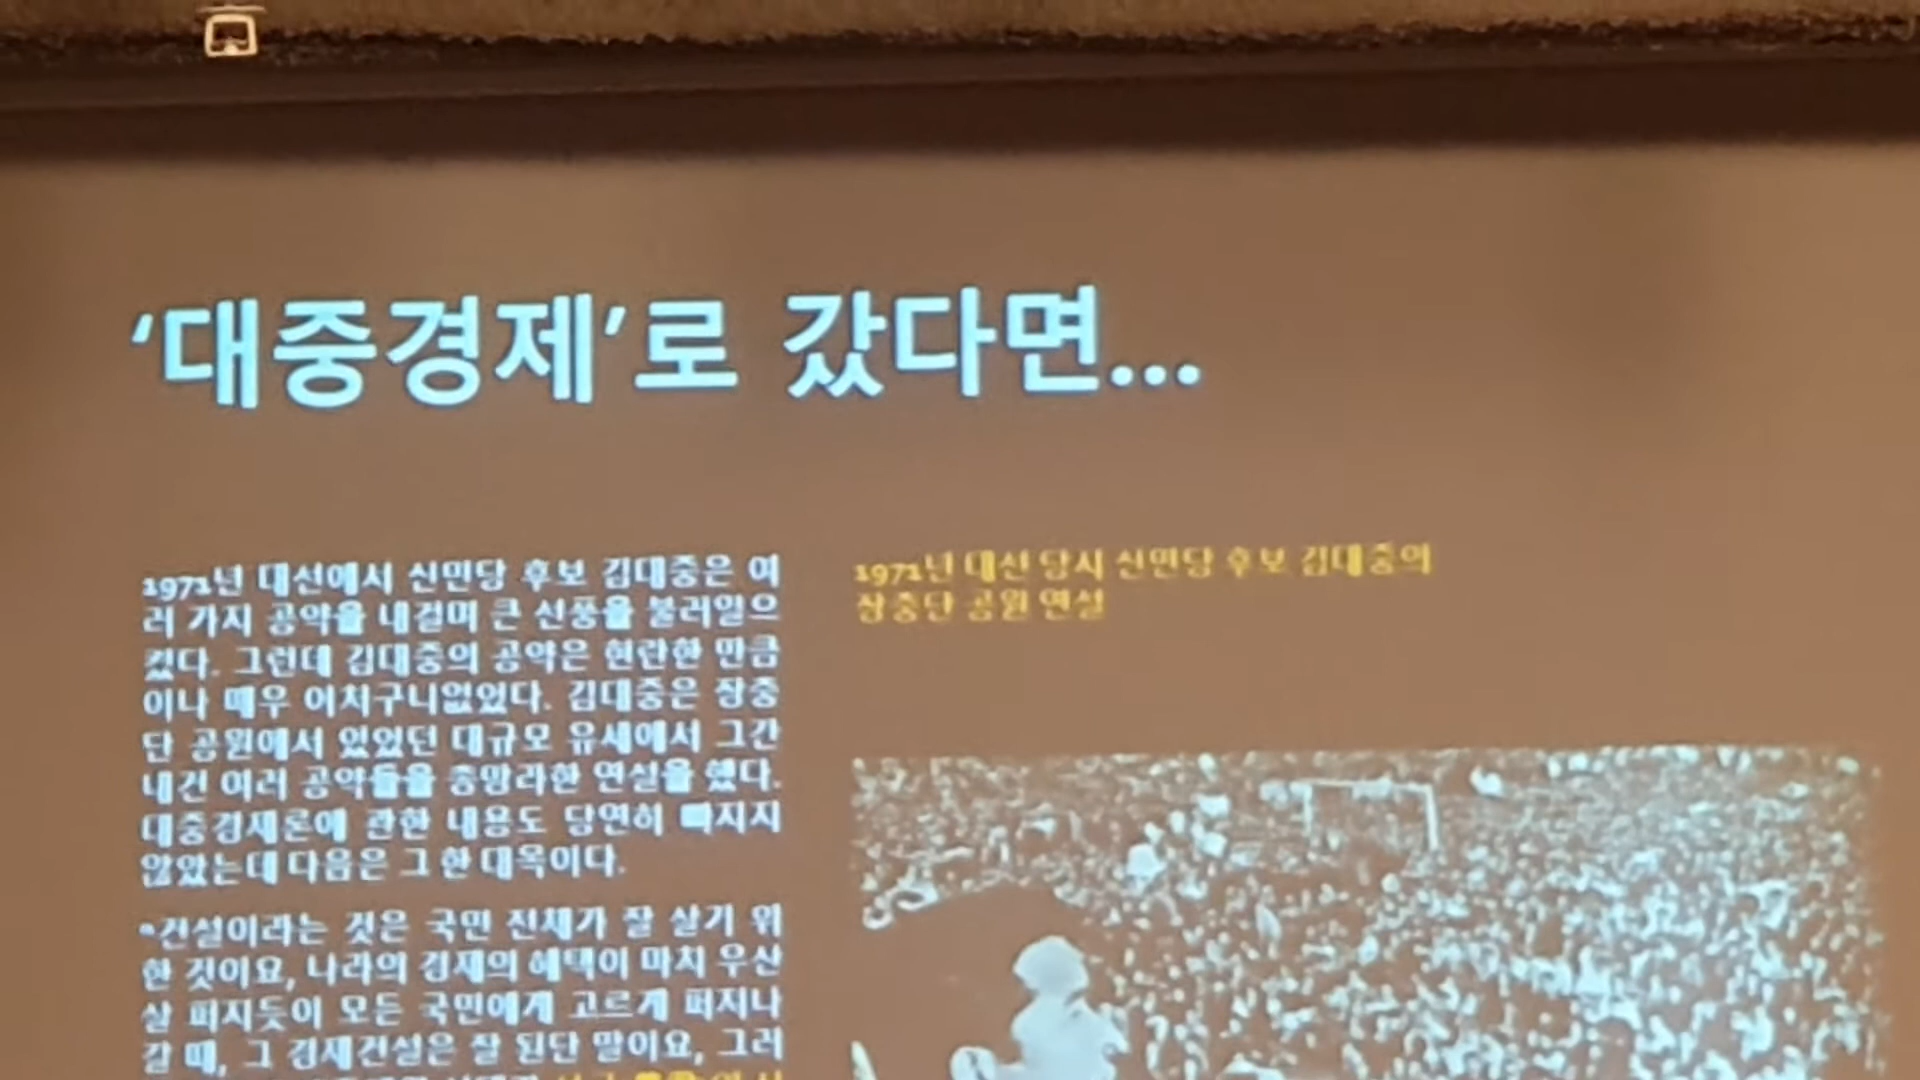 ‘대중경제’로 갔다면...
1971년 대선에서 신민당 후보 김대중은 여
러 가지 공약을 내걸며 큰 선풍을 불러일으
켰다. 그런데 김대중의 공약은 현란한 만큼
이나 매우 어처구니없었다. 김대중은 장충
단 공원에서 있었던 대규모 유세에서 그간
내건 여러 공약들을 총망라한 연설을 했다.
대중경제론에 관한 내용도 당연히 빠지지
않았는데 다음은 그 한 대목이다.
"건설이라는 것은 국민 전체가 잘 살기 위
한 것이요, 나라의 경제의 혜택이 마치 우산
살 퍼지듯이 모든 국민에게 고르게 퍼지나
갈 때, 그 경제건설은 잘 된단 말이요, 그러
1971년 대선 당시 신민당 후보 김대중의
장충단 공원 연설